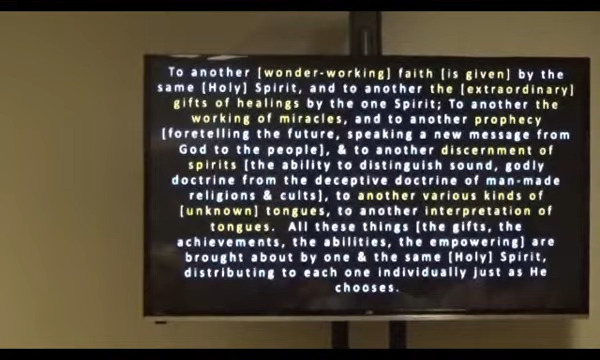 To another [wonder-working] faith [is given] by the
same [Holy] Spirit, and to another the [extraordinary]
gifts of healings by the one Spirit; To another the
working of miracles, and to another prophecy
[foretelling the future, speaking a new message from
God to the people], & to another discernment of
spirits [the ability to distinguish sound, godly
doctrine from the deceptive doctrine of man-made
religions & cults], to another various kinds of
[unknown] tongues, to another interpretation of
tongues. All these things [the gifts, the
achievements, the abilities, the empowering] are
brought about by one & the same [Holy] Spirit,
distributing to each one individually just as He
chooses.